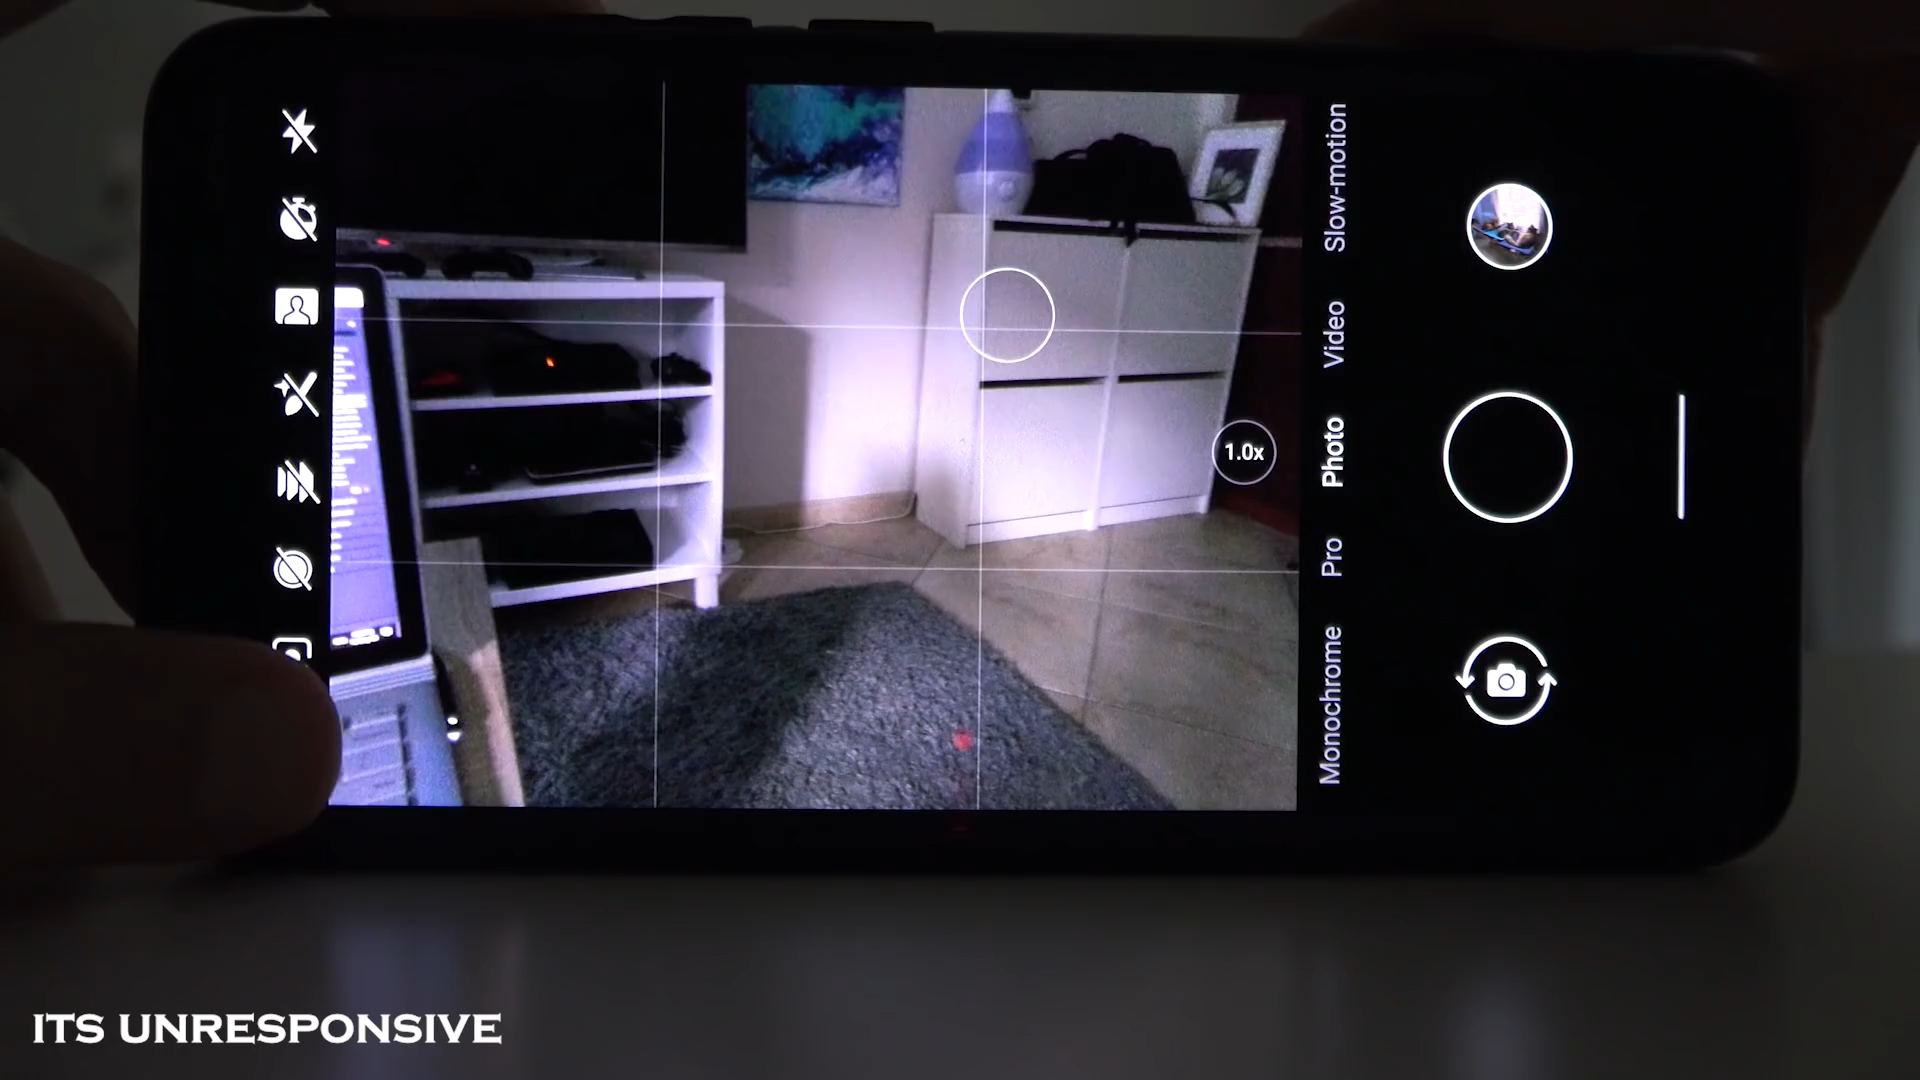 Slow-motion
Video
Photo
Pro
Monochrome
1.0x
ITS UNRESPONSIVE